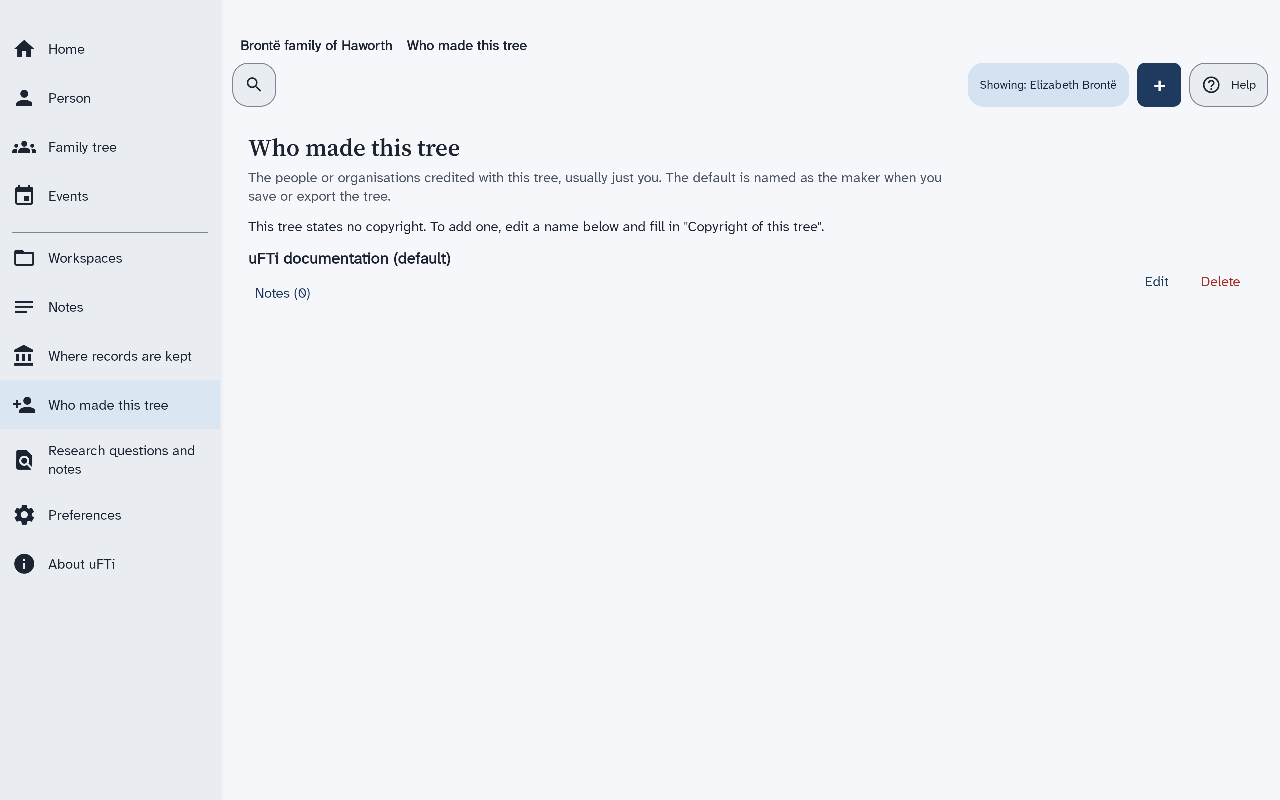 Home
Person
Family tree
Events
Workspaces
Notes
Where records are kept
Who made this tree
Research questions and
notes
Preferences
About uFTi
Brontë family of Haworth Who made this tree
Showing: Elizabeth Brontë
+
Help
Who made this tree
The people or organisations credited with this tree, usually just you. The default is named as the maker when you
save or export the tree.
This tree states no copyright. To add one, edit a name below and fill in "Copyright of this tree".
uFTi documentation (default)
Notes (0)
Edit
Delete